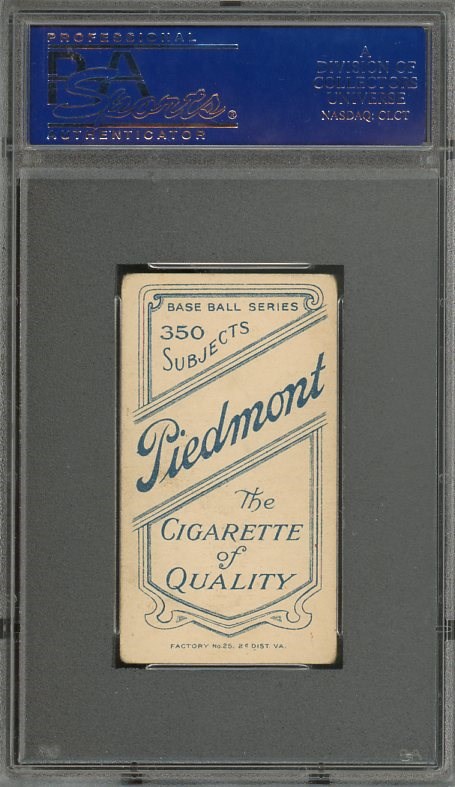 PROFESSIONAL
PSA
Sports®
AUTHENTICATOR
A
DIVISION OF
COLLECTORS
UNIVERSE
NASDAQ: CLCT
BASE BALL SERIES
350
SUBJECTS
Piedmont
The
CIGARETTE
of
QUALITY
FACTORY No. 25, 2D DIST. VA.